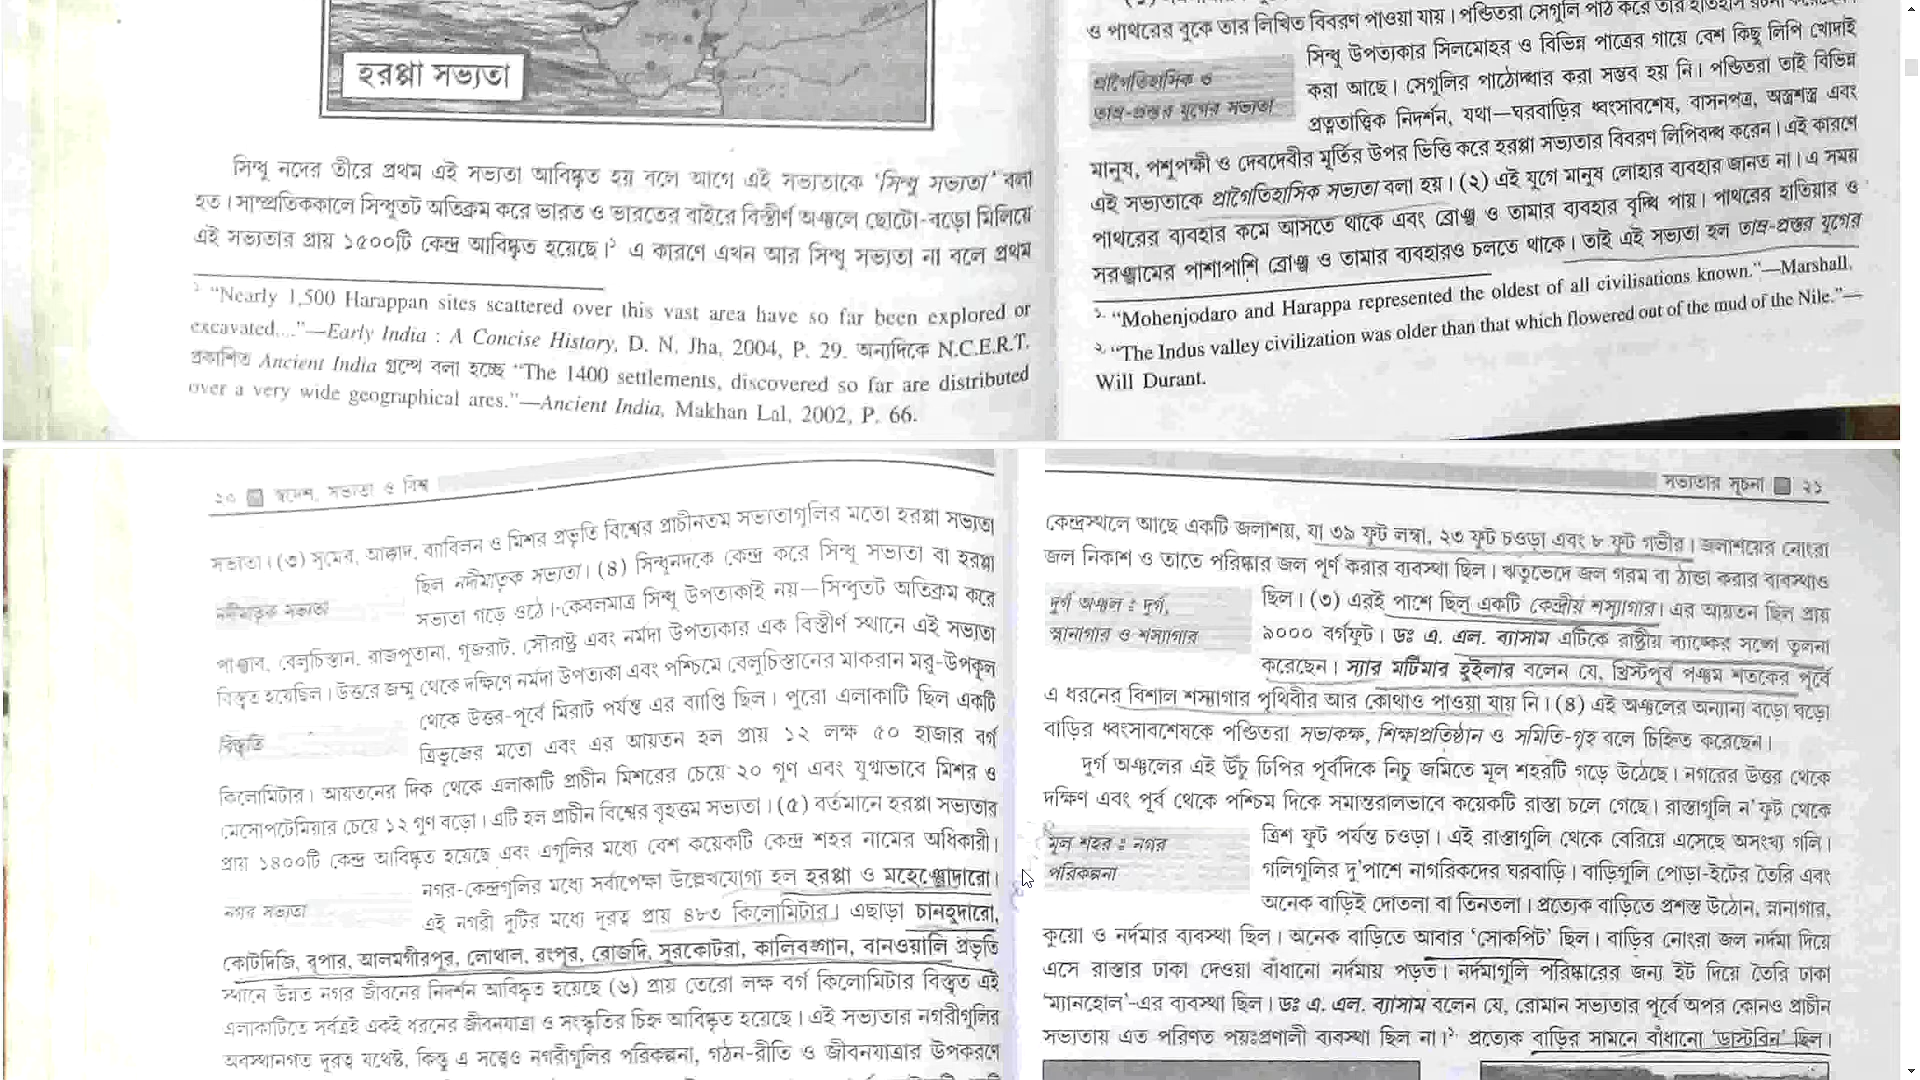 হরপ্পা সভ্যতা
সিন্ধু নদের তীরে প্রথম এই সভ্যতা আবিষ্কৃত হয় বলে আগে এই সভ্যতাকে ‘সিন্ধু সভ্যতা’ বলা
হত। সাম্প্রতিককালে সিন্ধুতট অতিক্রম করে ভারত ও ভারতের বাইরে বিস্তীর্ণ অঞ্চলে ছোটো-বড়ো মিলিয়ে
এই সভ্যতার প্রায় ১৫০০টি কেন্দ্র আবিষ্কৃত হয়েছে।১ এ কারণে এখন আর সিন্ধু সভ্যতা না বলে প্রথম
১. “Nearly 1,500 Harappan sites scattered over this vast area have so far been explored or
excavated....”—Early India : A Concise History, D. N. Jha, 2004, P. 29. অন্যদিকে N.C.E.R.T.
প্রকাশিত Ancient India গ্রন্থে বলা হচ্ছে “The 1400 settlements, discovered so far are distributed
over a very wide geographical ares.”—Ancient India, Makhan Lal, 2002, P. 66.
ও পাথরের বুকে তার লিখিত বিবরণ পাওয়া যায়। পণ্ডিতরা সেগুলি পাঠ করে তার ইতিহাস রচনা
সিন্ধু উপত্যকার সিলমোহর ও বিভিন্ন পাত্রের গায়ে বেশ কিছু লিপি খোদাই
প্রাগৈতিহাসিক ও
করা আছে। সেগুলির পাঠোদ্ধার করা সম্ভব হয় নি। পণ্ডিতরা তাই বিভিন্ন
তাম্র-প্রস্তর যুগের সভ্যতা
প্রত্নতাত্ত্বিক নিদর্শন, যথা—ঘরবাড়ির ধ্বংসাবশেষ, বাসনপত্র, অস্ত্রশস্ত্র এবং
মানুষ, পশুপক্ষী ও দেবদেবীর মূর্তির উপর ভিত্তি করে হরপ্পা সভ্যতার বিবরণ লিপিবদ্ধ করেন। এই কারণে
এই সভ্যতাকে প্রাগৈতিহাসিক সভ্যতা বলা হয়। (২) এই যুগে মানুষ লোহার ব্যবহার জানত না। এ সময়
পাথরের ব্যবহার কমে আসতে থাকে এবং ব্রোঞ্জ ও তামার ব্যবহার বৃদ্ধি পায়। পাথরের হাতিয়ার ও
সরঞ্জামের পাশাপাশি ব্রোঞ্জ ও তামার ব্যবহারও চলতে থাকে। তাই এই সভ্যতা হল তাম্র-প্রস্তর যুগের
১. “Mohenjodaro and Harappa represented the oldest of all civilisations known.”—Marshall.
২. “The Indus valley civilization was older than that which flowered out of the mud of the Nile.”—
Will Durant.
২০ স্বদেশ, সভ্যতা ও বিশ্ব
সভ্যতা। (৩) সুমের, আক্কাদ, ব্যাবিলন ও মিশর প্রভৃতি বিশ্বের প্রাচীনতম সভ্যতাগুলির মতো হরপ্পা সভ্যতা
ছিল নদীমাতৃক সভ্যতা। (৪) সিন্ধুনদকে কেন্দ্র করে সিন্ধু সভ্যতা বা হরপ্পা
নদীমাতৃক সভ্যতা
সভ্যতা গড়ে ওঠে। কেবলমাত্র সিন্ধু উপত্যকাই নয়—সিন্ধুতট অতিক্রম করে
পাঞ্জাব, বেলুচিস্তান, রাজপুতানা, গুজরাট, সৌরাষ্ট্র এবং নর্মদা উপত্যকার এক বিস্তীর্ণ স্থানে এই সভ্যতা
বিস্তৃত হয়েছিল। উত্তরে জম্মু থেকে দক্ষিণে নর্মদা উপত্যকা এবং পশ্চিমে বেলুচিস্তানের মাকরান মরু-উপকূল
থেকে উত্তর-পূর্বে মিরাট পর্যন্ত এর ব্যাপ্তি ছিল। পুরো এলাকাটি ছিল একটি
বিস্তৃতি
ত্রিভুজের মতো এবং এর আয়তন হল প্রায় ১২ লক্ষ ৫০ হাজার বর্গ
কিলোমিটার। আয়তনের দিক থেকে এলাকাটি প্রাচীন মিশরের চেয়ে ২০ গুণ এবং যুগ্মভাবে মিশর ও
মেসোপটেমিয়ার চেয়ে ১২ গুণ বড়ো। এটি হল প্রাচীন বিশ্বের বৃহত্তম সভ্যতা। (৫) বর্তমানে হরপ্পা সভ্যতার
প্রায় ১৪০০টি কেন্দ্র আবিষ্কৃত হয়েছে এবং এগুলির মধ্যে বেশ কয়েকটি কেন্দ্র শহর নামের অধিকারী।
নগর-কেন্দ্রগুলির মধ্যে সর্বাপেক্ষা উল্লেখযোগ্য হল হরপ্পা ও মহেঞ্জোদারো।
নগর সভ্যতা
এই নগরী দুটির মধ্যে দূরত্ব প্রায় ৪৮৩ কিলোমিটার। এছাড়া চানহুদারো,
কোটদিজি, রূপার, আলমগীরপুর, লোথাল, রংপুর, রোজদি, সুরকোটরা, কালিবঙ্গান, বানওয়ালি প্রভৃতি
স্থানে উন্নত নগর জীবনের নিদর্শন আবিষ্কৃত হয়েছে (৬) প্রায় তেরো লক্ষ বর্গ কিলোমিটার বিস্তৃত এই
এলাকাটিতে সর্বত্রই একই ধরনের জীবনযাত্রা ও সংস্কৃতির চিহ্ন আবিষ্কৃত হয়েছে। এই সভ্যতার নগরীগুলির
অবস্থানগত দূরত্ব যথেষ্ট, কিন্তু এ সত্ত্বেও নগরীগুলির পরিকল্পনা, গঠন-রীতি ও জীবনযাত্রার উপকরণে
সভ্যতার সূচনা ২১
কেন্দ্রস্থলে আছে একটি জলাশয়, যা ৩৯ ফুট লম্বা, ২৩ ফুট চওড়া এবং ৮ ফুট গভীর। জলাশয়ের নোংরা
জল নিকাশ ও তাতে পরিষ্কার জল পূর্ণ করার ব্যবস্থা ছিল। ঋতুভেদে জল গরম বা ঠাণ্ডা করার ব্যবস্থাও
ছিল। (৩) এরই পাশে ছিল একটি কেন্দ্রীয় শস্যাগার। এর আয়তন ছিল প্রায়
দুর্গ অঞ্চল : দুর্গ,
স্নানাগার ও শস্যাগার
৯০০০ বর্গফুট। ডঃ এ. এল. ব্যাসাম এটিকে রাষ্ট্রীয় ব্যাঙ্কের সঙ্গে তুলনা
করেছেন। স্যার মর্টিমার হুইলার বলেন যে, খ্রিস্টপূর্ব পঞ্চম শতকের পূর্বে
এ ধরনের বিশাল শস্যাগার পৃথিবীর আর কোথাও পাওয়া যায় নি। (৪) এই অঞ্চলের অন্যান্য বড়ো বড়ো
বাড়ির ধ্বংসাবশেষকে পণ্ডিতরা সভাকক্ষ, শিক্ষাপ্রতিষ্ঠান ও সমিতি-গৃহ বলে চিহ্নিত করেছেন।
দুর্গ অঞ্চলের এই উঁচু ঢিপির পূর্বদিকে নিচু জমিতে মূল শহরটি গড়ে উঠেছে। নগরের উত্তর থেকে
দক্ষিণ এবং পূর্ব থেকে পশ্চিম দিকে সমান্তরালভাবে কয়েকটি রাস্তা চলে গেছে। রাস্তাগুলি ন'ফুট থেকে
ত্রিশ ফুট পর্যন্ত চওড়া। এই রাস্তাগুলি থেকে বেরিয়ে এসেছে অসংখ্য গলি।
মূল শহর : নগর
পরিকল্পনা
গলিগুলির দু'পাশে নাগরিকদের ঘরবাড়ি। বাড়িগুলি পোড়া-ইটের তৈরি এবং
অনেক বাড়িই দোতলা বা তিনতলা। প্রত্যেক বাড়িতে প্রশস্ত উঠোন, স্নানাগার,
কুয়ো ও নর্দমার ব্যবস্থা ছিল। অনেক বাড়িতে আবার ‘সোকপিট’ ছিল। বাড়ির নোংরা জল নর্দমা দিয়ে
এসে রাস্তার ঢাকা দেওয়া বাঁধানো নর্দমায় পড়ত। নর্দমাগুলি পরিষ্কারের জন্য ইট দিয়ে তৈরি ঢাকা
‘ম্যানহোল’-এর ব্যবস্থা ছিল। ডঃ এ. এল. ব্যাসাম বলেন যে, রোমান সভ্যতার পূর্বে অপর কোনও প্রাচীন
সভ্যতায় এত পরিণত পয়ঃপ্রণালী ব্যবস্থা ছিল না।১ প্রত্যেক বাড়ির সামনে বাঁধানো ‘ডাস্টবিন’ ছিল।